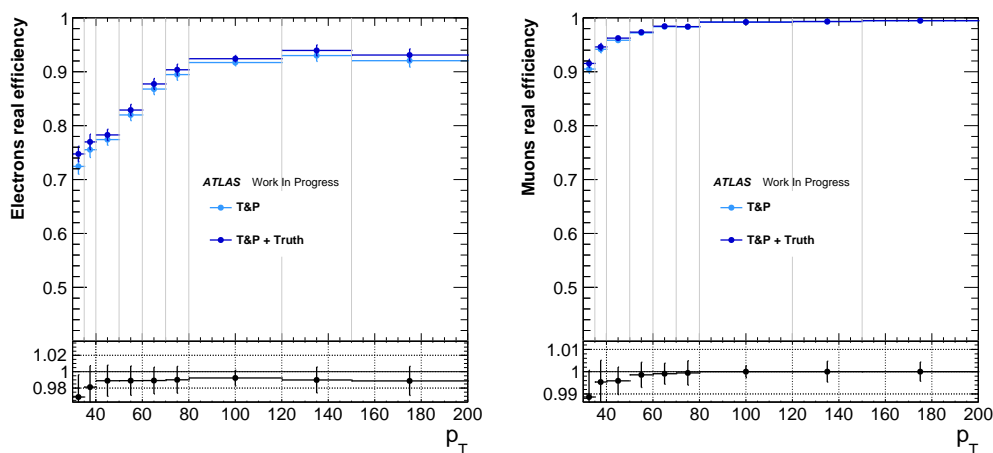 Electrons real efficiency
1
0.9
0.8
0.7
0.6
0.5
ATLAS Work In Progress
T&P
T&P + Truth
1.02
1
0.98
40 60 80 100 120 140 160 180 200
p_T
Muons real efficiency
1
0.9
0.8
0.7
0.6
0.5
ATLAS Work In Progress
T&P
T&P + Truth
1.01
1
0.99
40 60 80 100 120 140 160 180 200
p_T